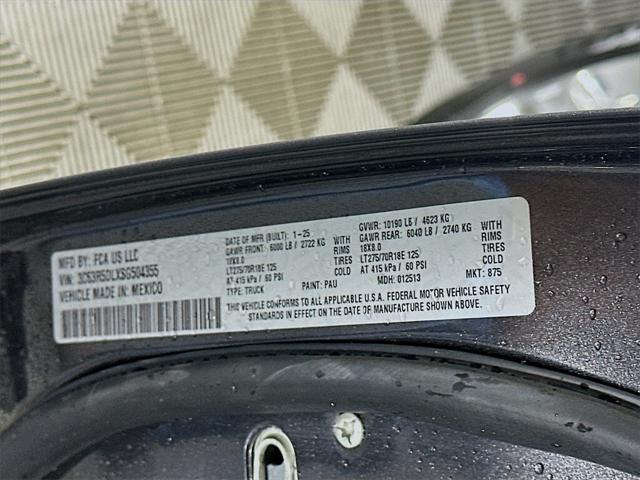 MFD BY: FCA US LLC
VIN: 3C63R5DLXSG504355
VEHICLE MADE IN: MEXICO
DATE OF MFR (BUILT): 1-25
GAWR FRONT: 6000 LB / 2722 KG
18X8.0 TIRES
LT275/70R18E 125
AT 415 kPa / 60 PSI COLD
TYPE: TRUCK PAINT: PAU MDH: 012513 MKT: 875
GVWR: 10190 LB / 4623 KG
GAWR REAR: 6040 LB / 2740 KG
18X8.0 TIRES
LT275/70R18E 125
AT 415 kPa / 60 PSI COLD
THIS VEHICLE CONFORMS TO ALL APPLICABLE U.S.A. FEDERAL MOTOR VEHICLE SAFETY
STANDARDS IN EFFECT ON THE DATE OF MANUFACTURE SHOWN ABOVE.